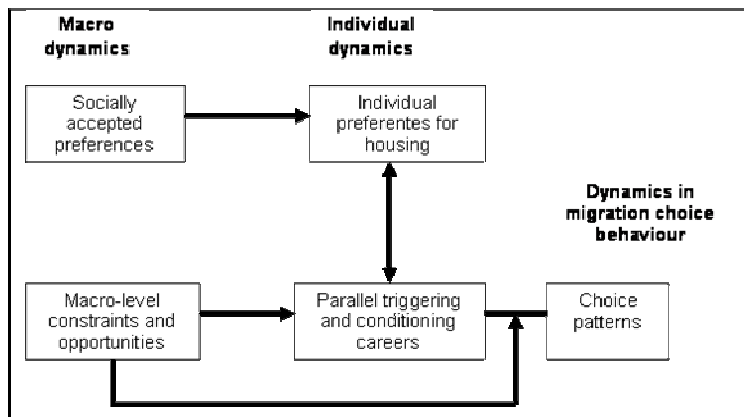 Macro
dynamics
Individual
dynamics
Socially
accepted
preferences
Individual
preferentes for
housing
Dynamics in
migration choice
behaviour
Macro-level
constraints and
opportunities
Parallel triggering
and conditioning
careers
Choice
patterns